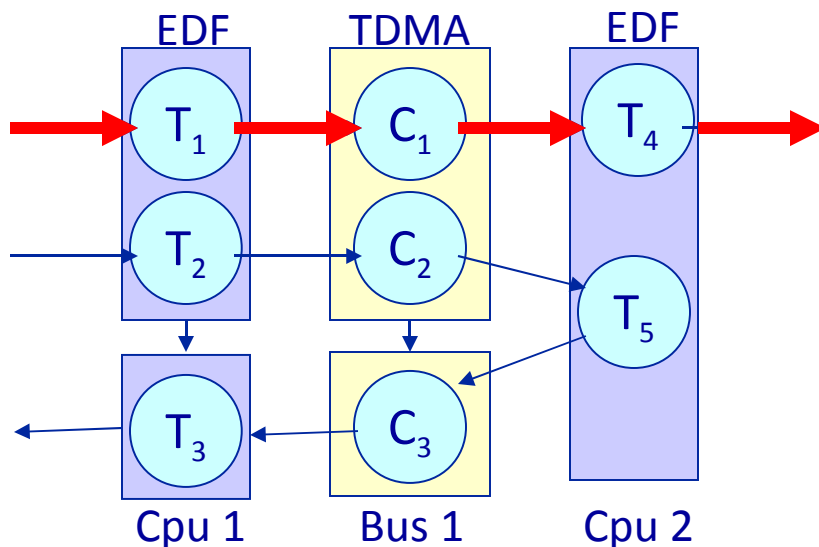 EDF TDMA EDF
T1 C1 T4
T2 C2
T5
T3 C3
Cpu 1 Bus 1 Cpu 2